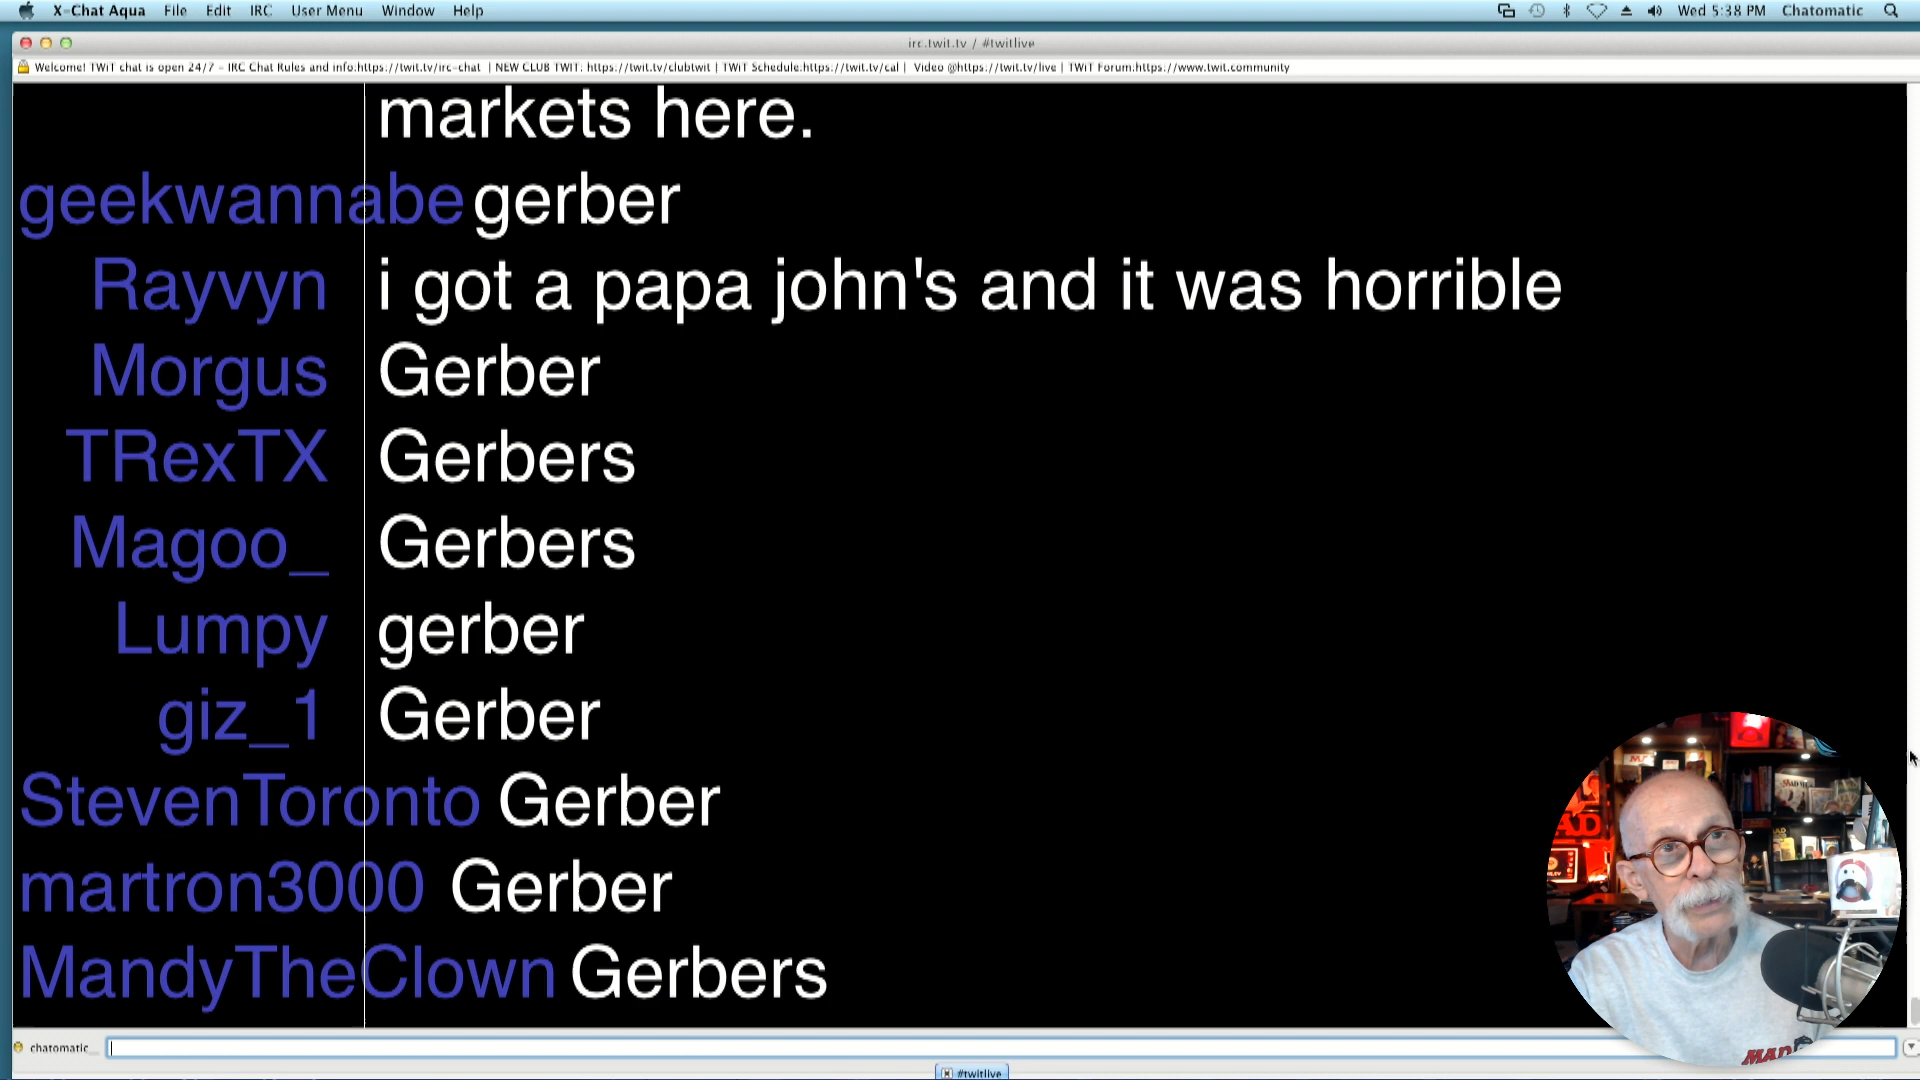 X-Chat Aqua File Edit IRC User Menu Window Help Wed 5:38 PM Chatomatic
irc.twit.tv / #twitlive
Welcome! TWiT chat is open 24/7 - IRC Chat Rules and info:https://twit.tv/irc-chat | NEW CLUB TWIT: https://twit.tv/clubtwit | TWiT Schedule:https://twit.tv/cal | Video @https://twit.tv/live | TWiT Forum:https://www.twit.community
markets here.
geekwannabe gerber
Rayvyn i got a papa john's and it was horrible
Morgus Gerber
TRexTX Gerbers
Magoo_ Gerbers
Lumpy gerber
giz_1 Gerber
StevenToronto Gerber
martron3000 Gerber
MandyTheClown Gerbers
MAD
chatomatic_
#twitlive